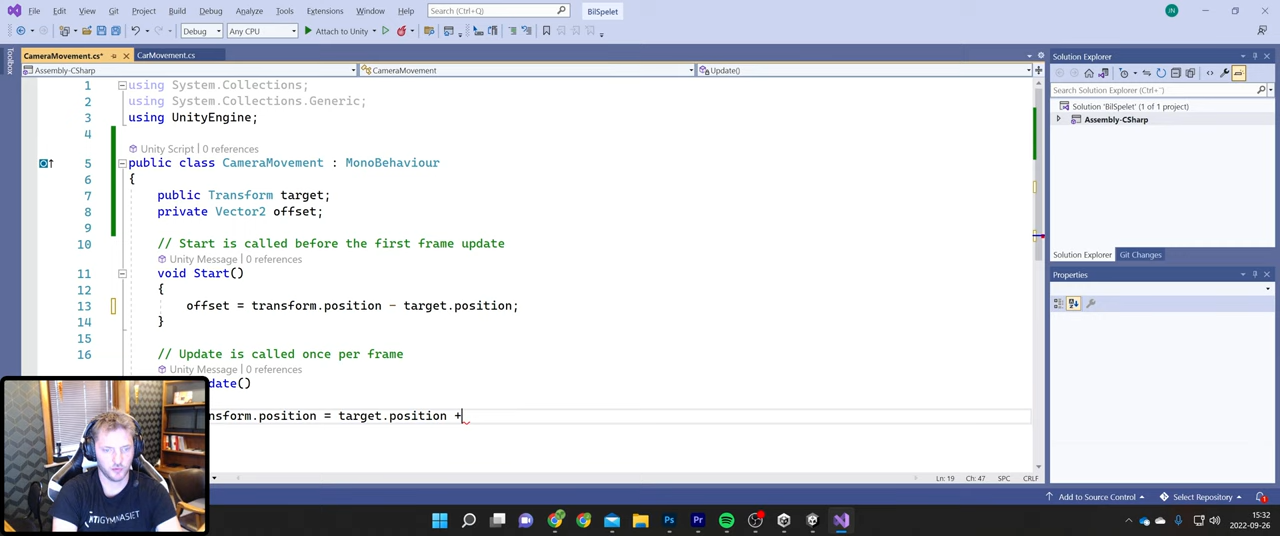 File Edit View Git Project Build Debug Analyze Tools Extensions Window Help Search (Ctrl+Q) BilSpelet JN
Debug Any CPU Attach to Unity
Toolbox
CameraMovement.cs* CarMovement.cs
Assembly-CSharp CameraMovement Update()
1 using System.Collections;
2 using System.Collections.Generic;
3 using UnityEngine;
4
Unity Script | 0 references
5 public class CameraMovement : MonoBehaviour
6 {
7 public Transform target;
8 private Vector2 offset;
9
10 // Start is called before the first frame update
Unity Message | 0 references
11 void Start()
12 {
13 offset = transform.position - target.position;
14 }
15
16 // Update is called once per frame
Unity Message | 0 references
date()
nsform.position = target.position +
Ln: 19 Ch: 47 SPC CRLF
Solution Explorer
Search Solution Explorer (Ctrl+¨)
Solution 'BilSpelet' (1 of 1 project)
Assembly-CSharp
Solution Explorer Git Changes
Properties
Add to Source Control Select Repository 1
NTIGYMNASIET
Ps Pr
15:32
2022-09-26